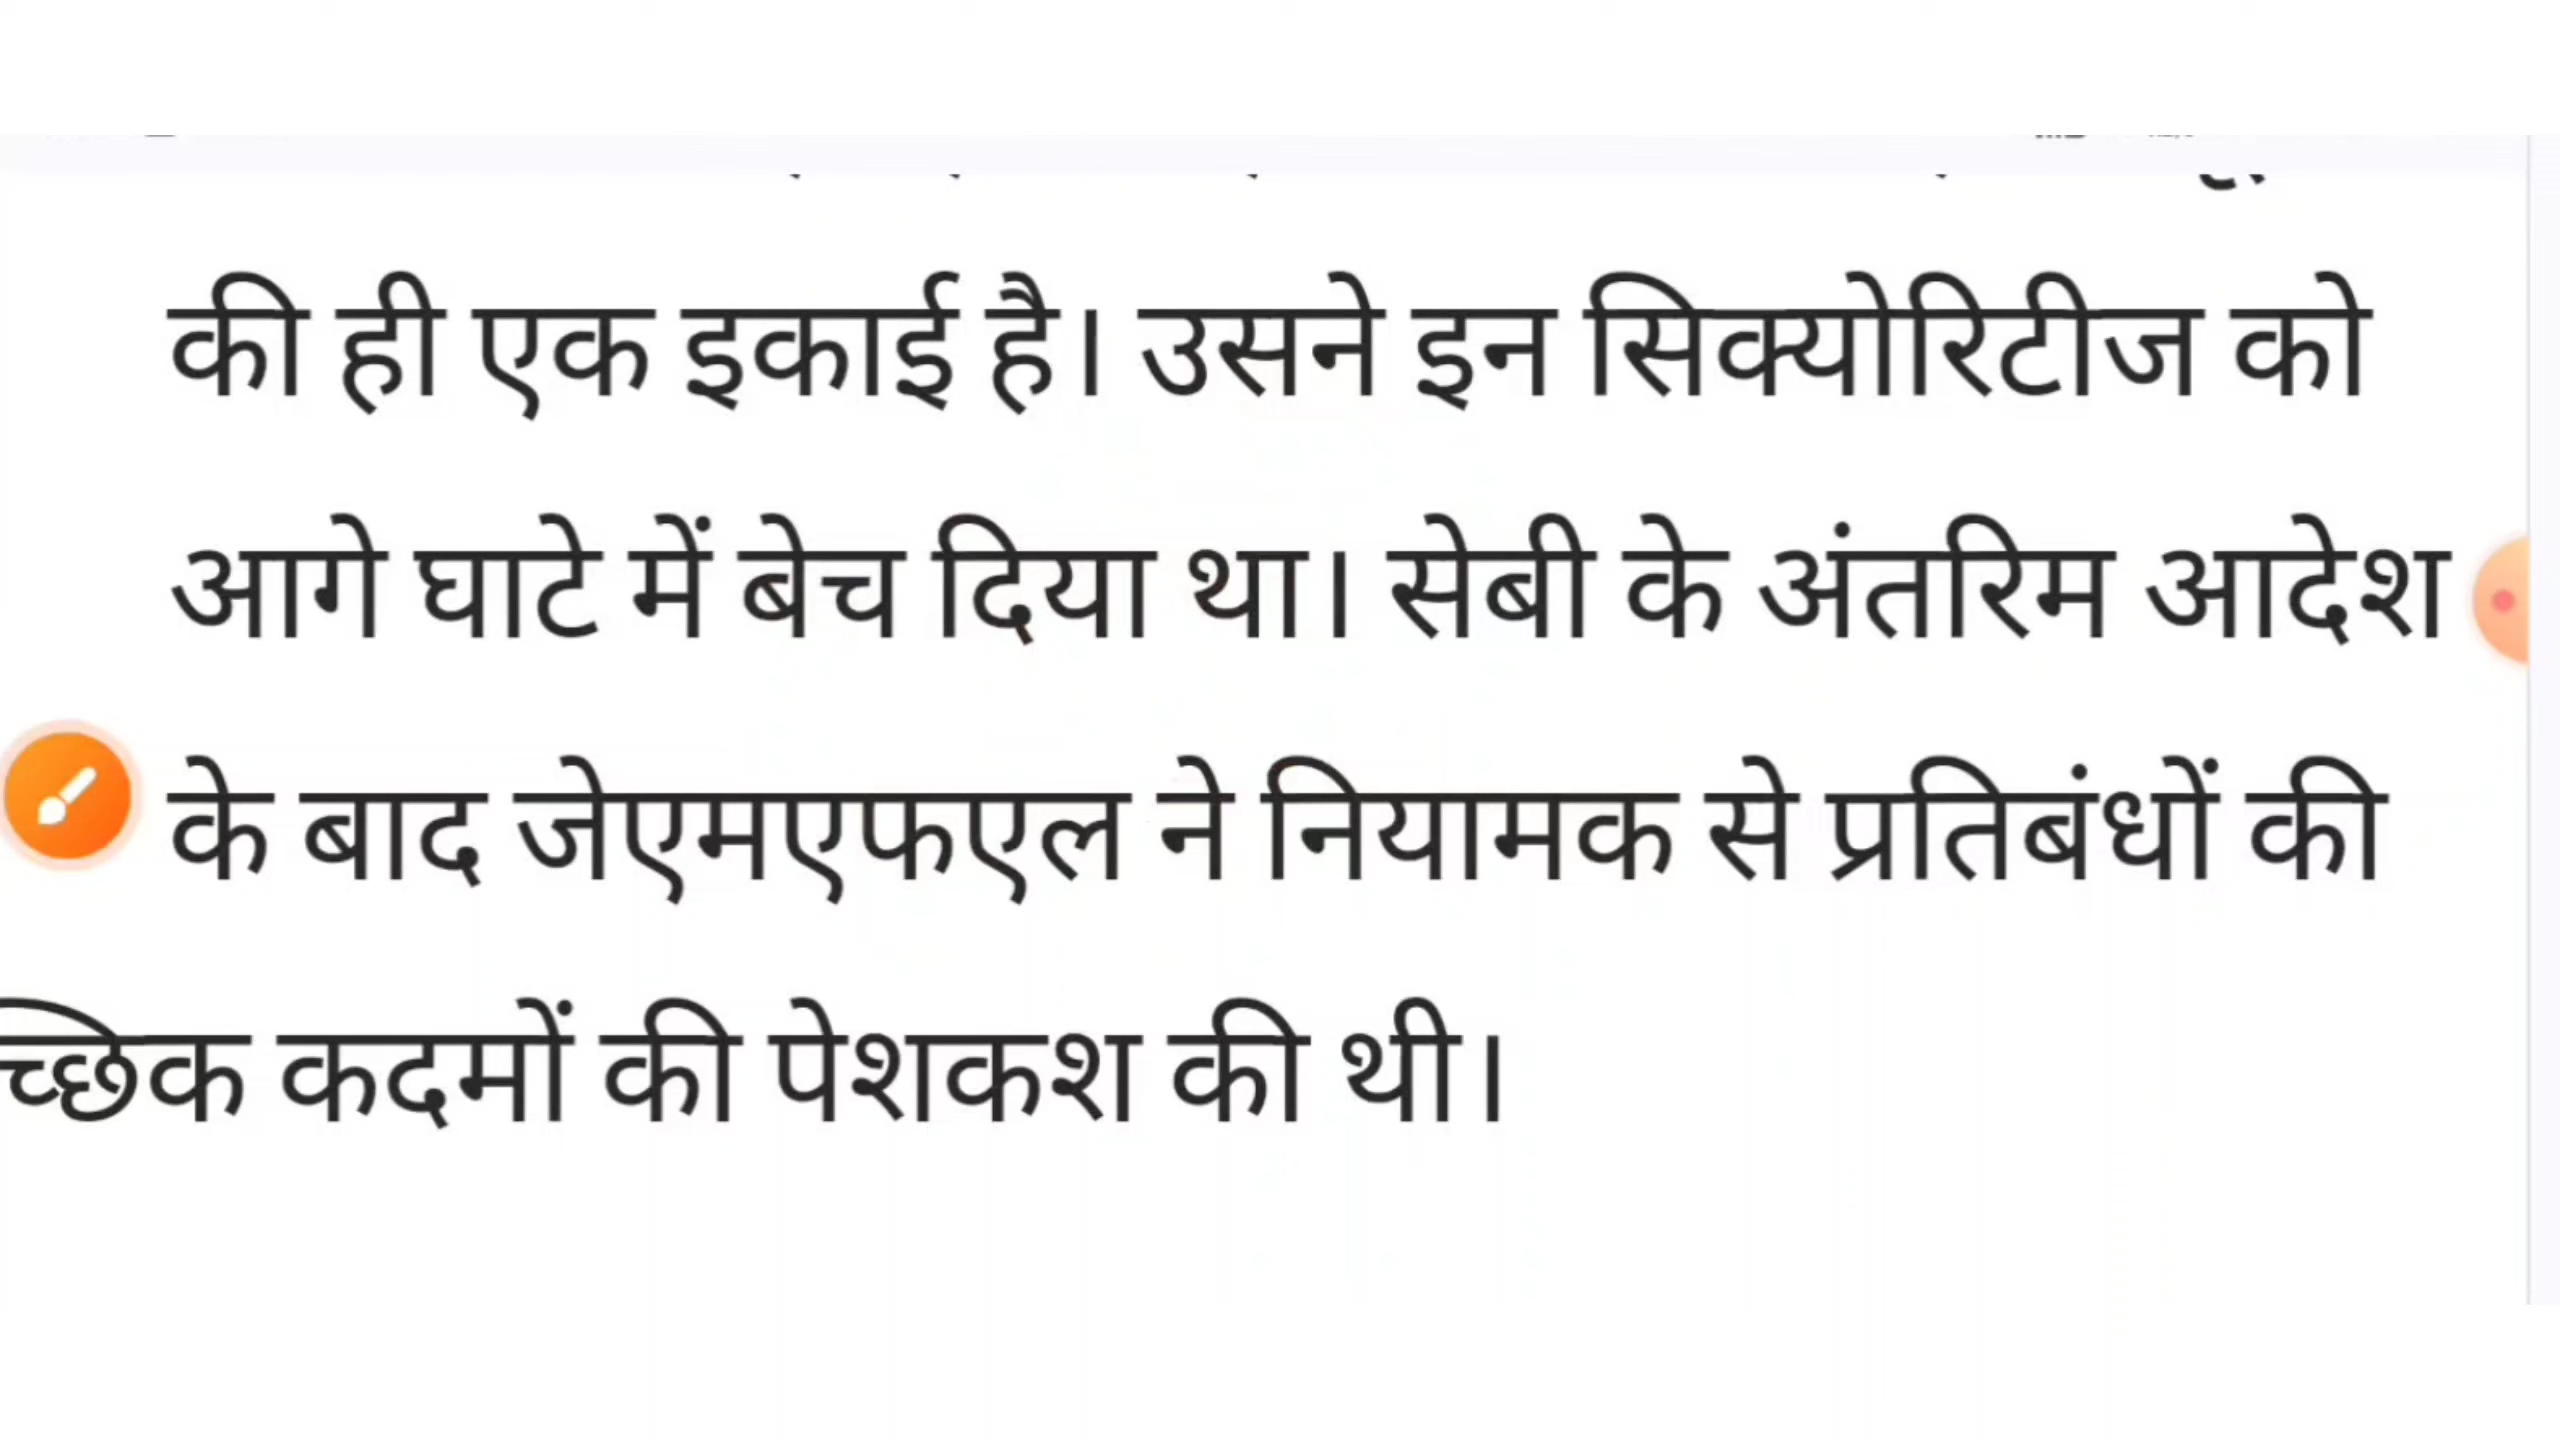 की ही एक इकाई है। उसने इन सिक्योरिटीज को
आगे घाटे में बेच दिया था। सेबी के अंतरिम आदेश
के बाद जेएमएफएल ने नियामक से प्रतिबंधों की
कदमों की पेशकश की थी।